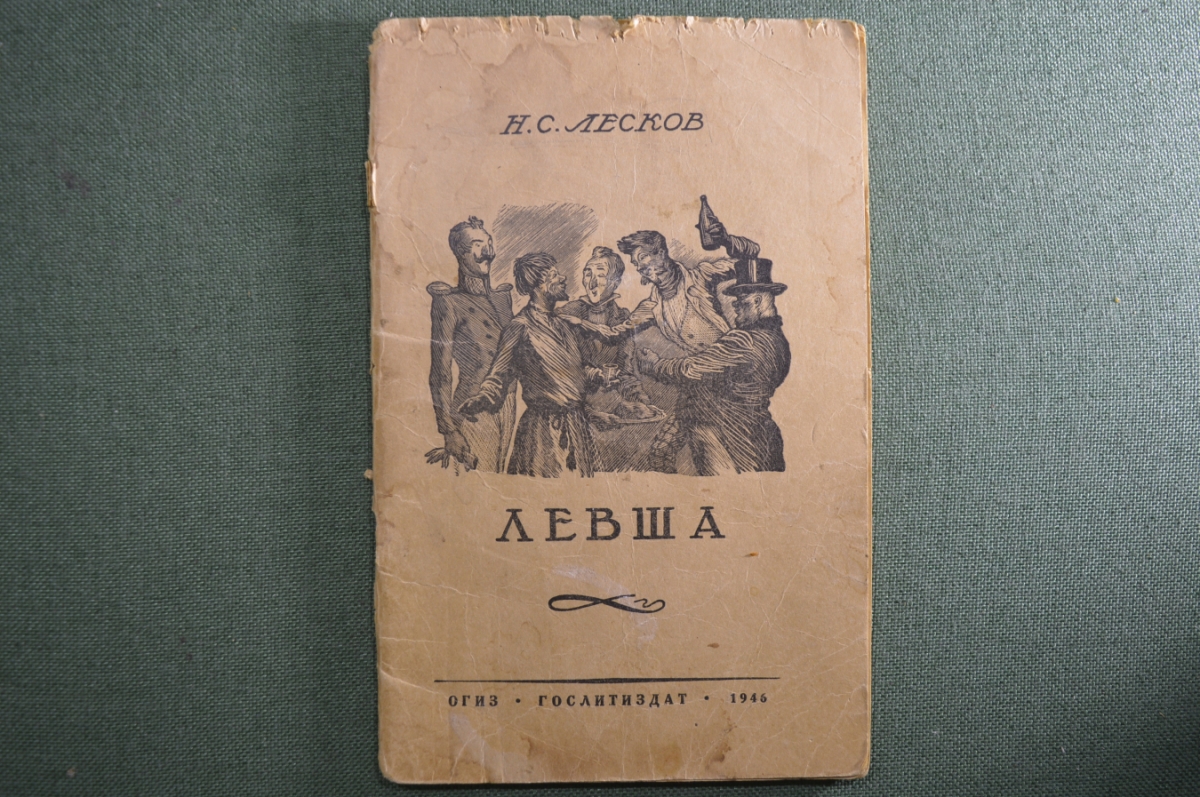 Н. С. ЛЕСКОВ
ЛЕВША
ОГИЗ • ГОСЛИТИЗДАТ • 1946